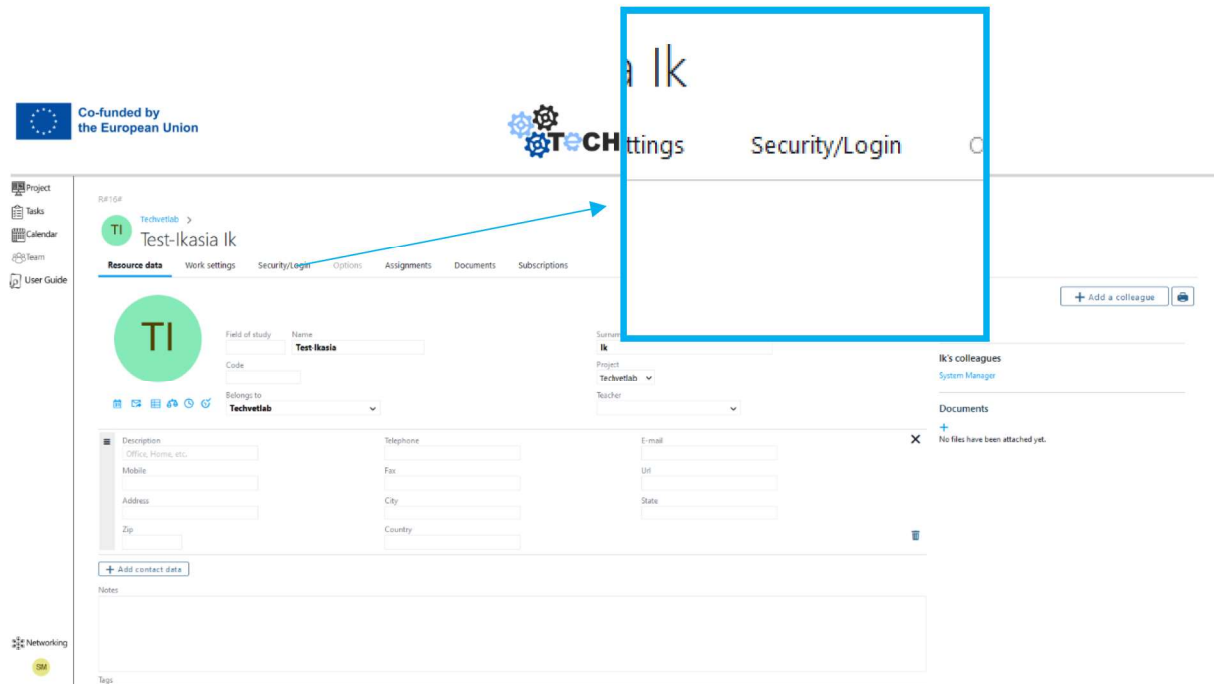 Co-funded by
the European Union
TeCH
a Ik
ttings Security/Login O
Project
Tasks
Calendar
Team
User Guide
Networking
SM
R#16#
TI
Techvetlab >
Test-Ikasia Ik
Resource data Work settings Security/Login Options Assignments Documents Subscriptions
+ Add a colleague
TI
Field of study Name Surnam
Test-Ikasia Ik
Code Project
Techvetlab
Belongs to Teacher
Techvetlab
Ik's colleagues
System Manager
Documents
+
No files have been attached yet.
Description Telephone E-mail
Office, Home, etc.
Mobile Fax Url
Address City State
Zip Country
+ Add contact data
Notes
Tags